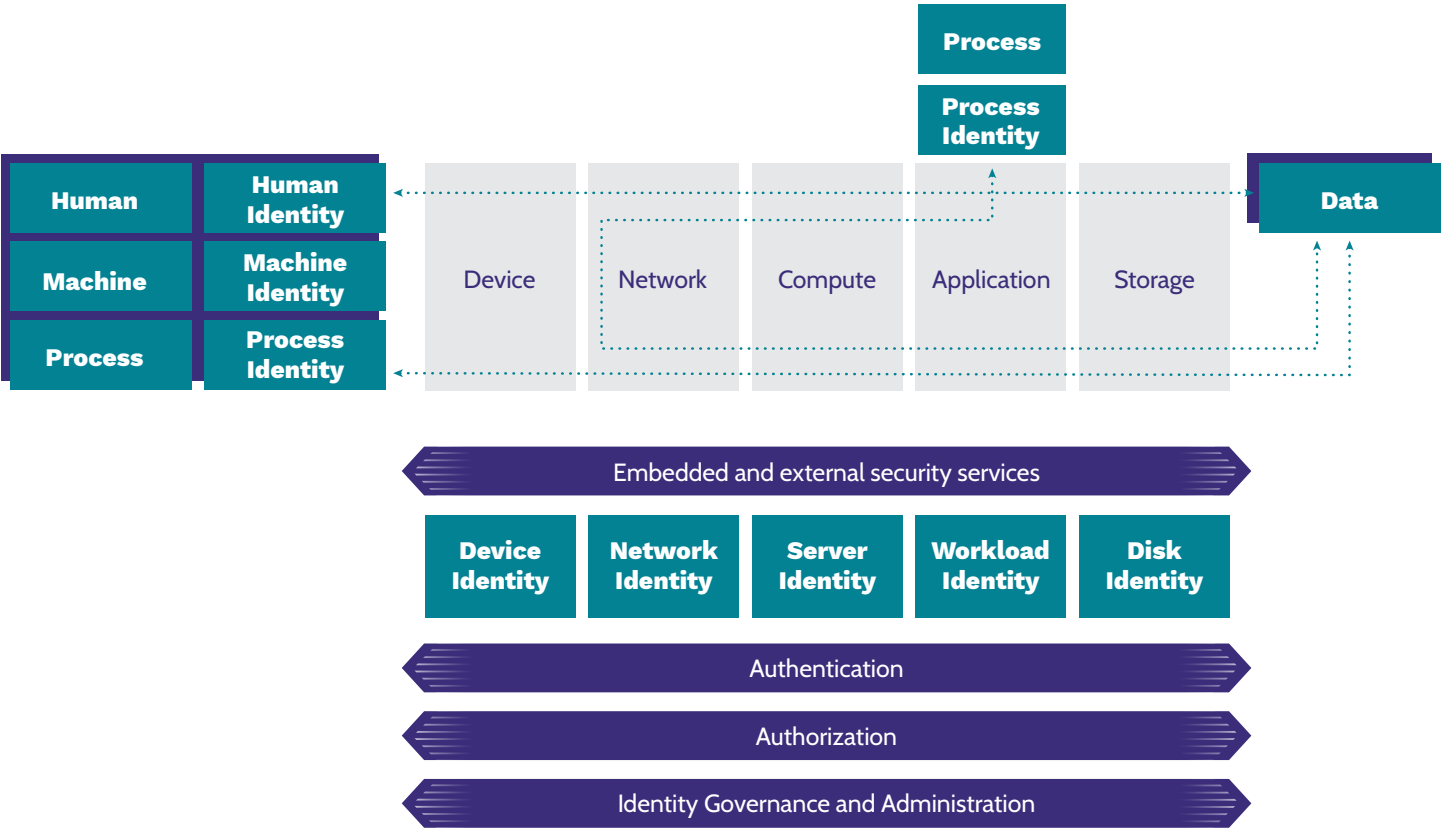 Process
Process
Identity
Human
Human
Identity
Data
Machine
Machine
Identity
Device
Network
Compute
Application
Storage
Process
Process
Identity
Embedded and external security services
Device
Identity
Network
Identity
Server
Identity
Workload
Identity
Disk
Identity
Authentication
Authorization
Identity Governance and Administration